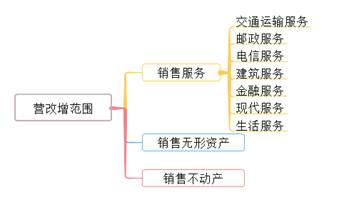 营改增范围
销售服务
交通运输服务
邮政服务
电信服务
建筑服务
金融服务
现代服务
生活服务
销售无形资产
销售不动产